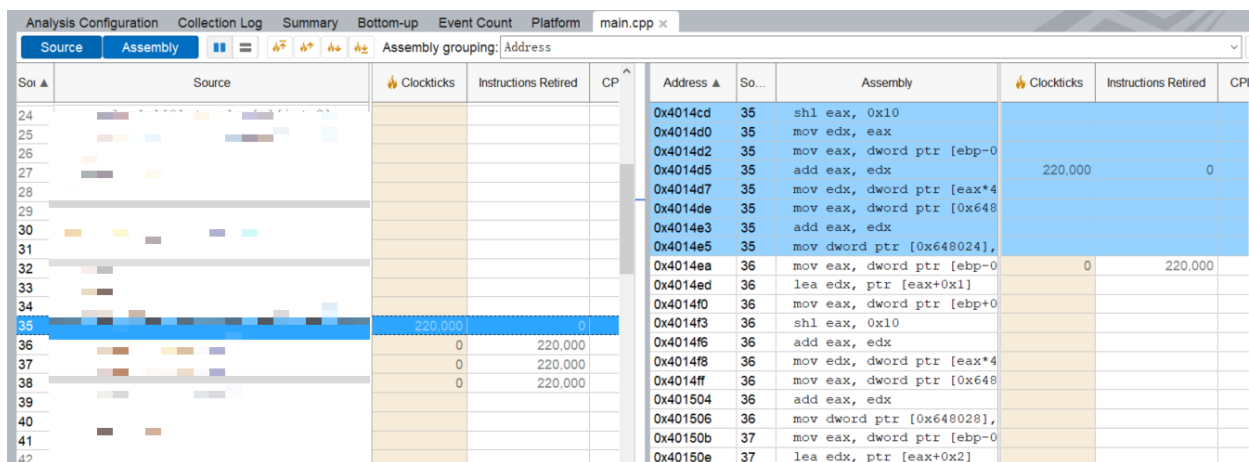 Analysis Configuration Collection Log Summary Bottom-up Event Count Platform main.cpp ×
Source Assembly Assembly grouping: Address
Sou ▲ Source Clockticks Instructions Retired CP Address ▲ So... Assembly Clockticks Instructions Retired CPI
24 0x4014cd 35 shl eax, 0x10
25 0x4014d0 35 mov edx, eax
26 0x4014d2 35 mov eax, dword ptr [ebp-0
27 0x4014d5 35 add eax, edx 220,000 0
28 0x4014d7 35 mov edx, dword ptr [eax*4
29 0x4014de 35 mov eax, dword ptr [0x648
30 0x4014e3 35 add eax, edx
31 0x4014e5 35 mov dword ptr [0x648024],
32 0x4014ea 36 mov eax, dword ptr [ebp-0 0 220,000
33 0x4014ed 36 lea edx, ptr [eax+0x1]
34 0x4014f0 36 mov eax, dword ptr [ebp+0
35 220,000 0 0x4014f3 36 shl eax, 0x10
36 0 220,000 0x4014f6 36 add eax, edx
37 0 220,000 0x4014f8 36 mov edx, dword ptr [eax*4
38 0 220,000 0x4014ff 36 mov eax, dword ptr [0x648
39 0x401504 36 add eax, edx
40 0x401506 36 mov dword ptr [0x648028],
41 0x40150b 37 mov eax, dword ptr [ebp-0
42 0x40150e 37 lea edx, ptr [eax+0x2]